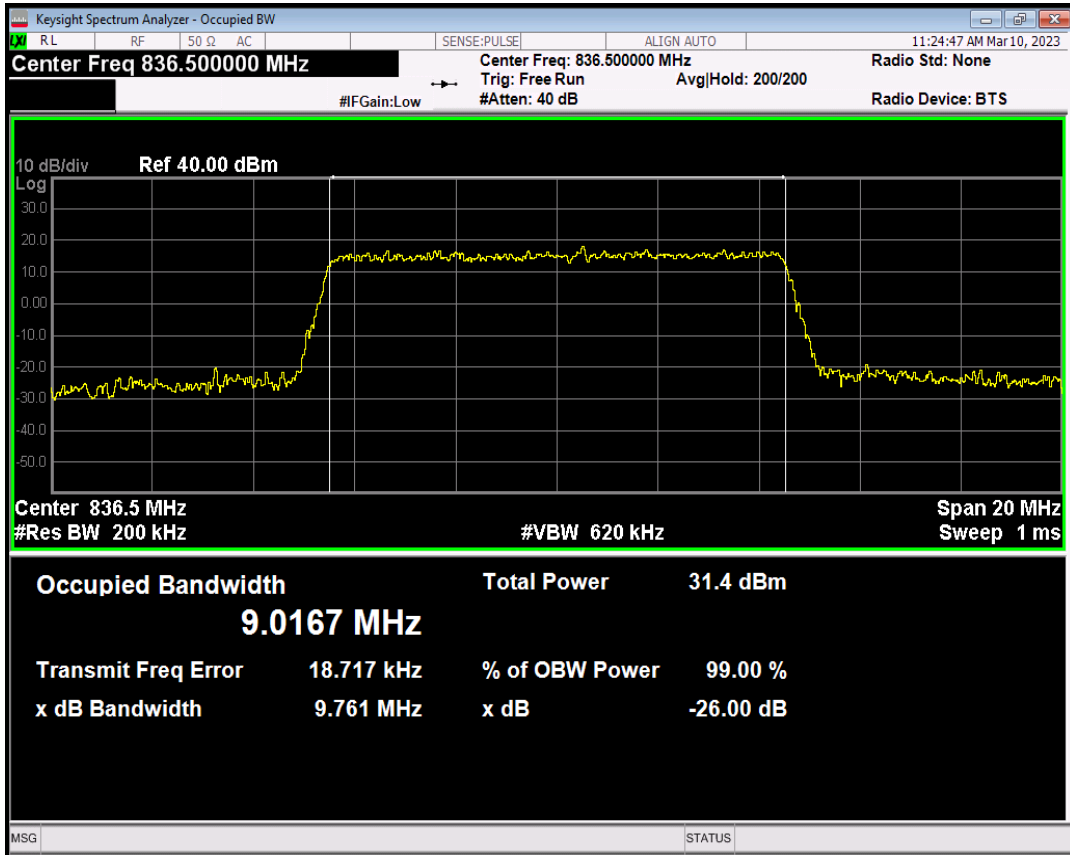 Keysight Spectrum Analyzer - Occupied BW
LXI RL RF 50 Ω AC SENSE:PULSE ALIGN AUTO 11:24:47 AM Mar 10, 2023
Center Freq 836.500000 MHz Center Freq: 836.500000 MHz Radio Std: None
Trig: Free Run Avg|Hold: 200/200
#IFGain:Low #Atten: 40 dB Radio Device: BTS
10 dB/div Ref 40.00 dBm
Log
30.0
20.0
10.0
0.00
-10.0
-20.0
-30.0
-40.0
-50.0
Center 836.5 MHz Span 20 MHz
#Res BW 200 kHz #VBW 620 kHz Sweep 1 ms
Occupied Bandwidth Total Power 31.4 dBm
9.0167 MHz
Transmit Freq Error 18.717 kHz % of OBW Power 99.00 %
x dB Bandwidth 9.761 MHz x dB -26.00 dB
MSG STATUS